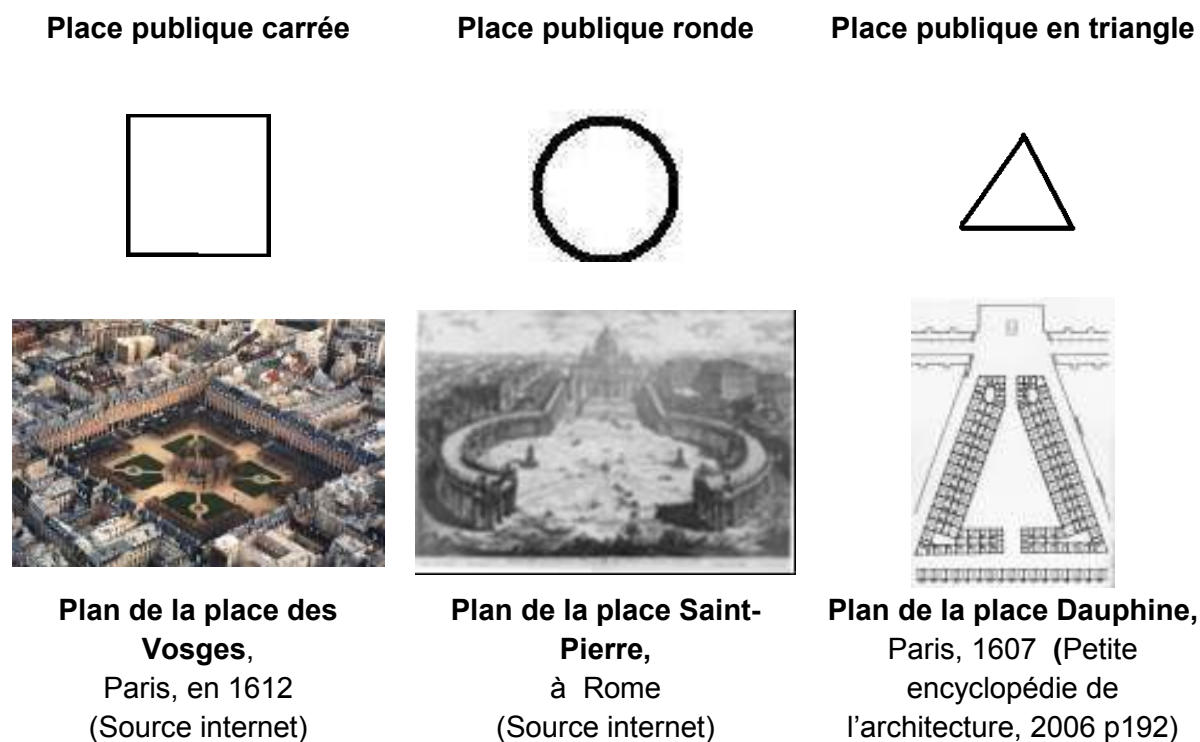 Place publique carrée
Place publique ronde
Place publique en triangle
Plan de la place des
Vosges,
Paris, en 1612
(Source internet)
Plan de la place Saint-
Pierre,
à Rome
(Source internet)
Plan de la place Dauphine,
Paris, 1607 (Petite
encyclopédie de
l'architecture, 2006 p192)